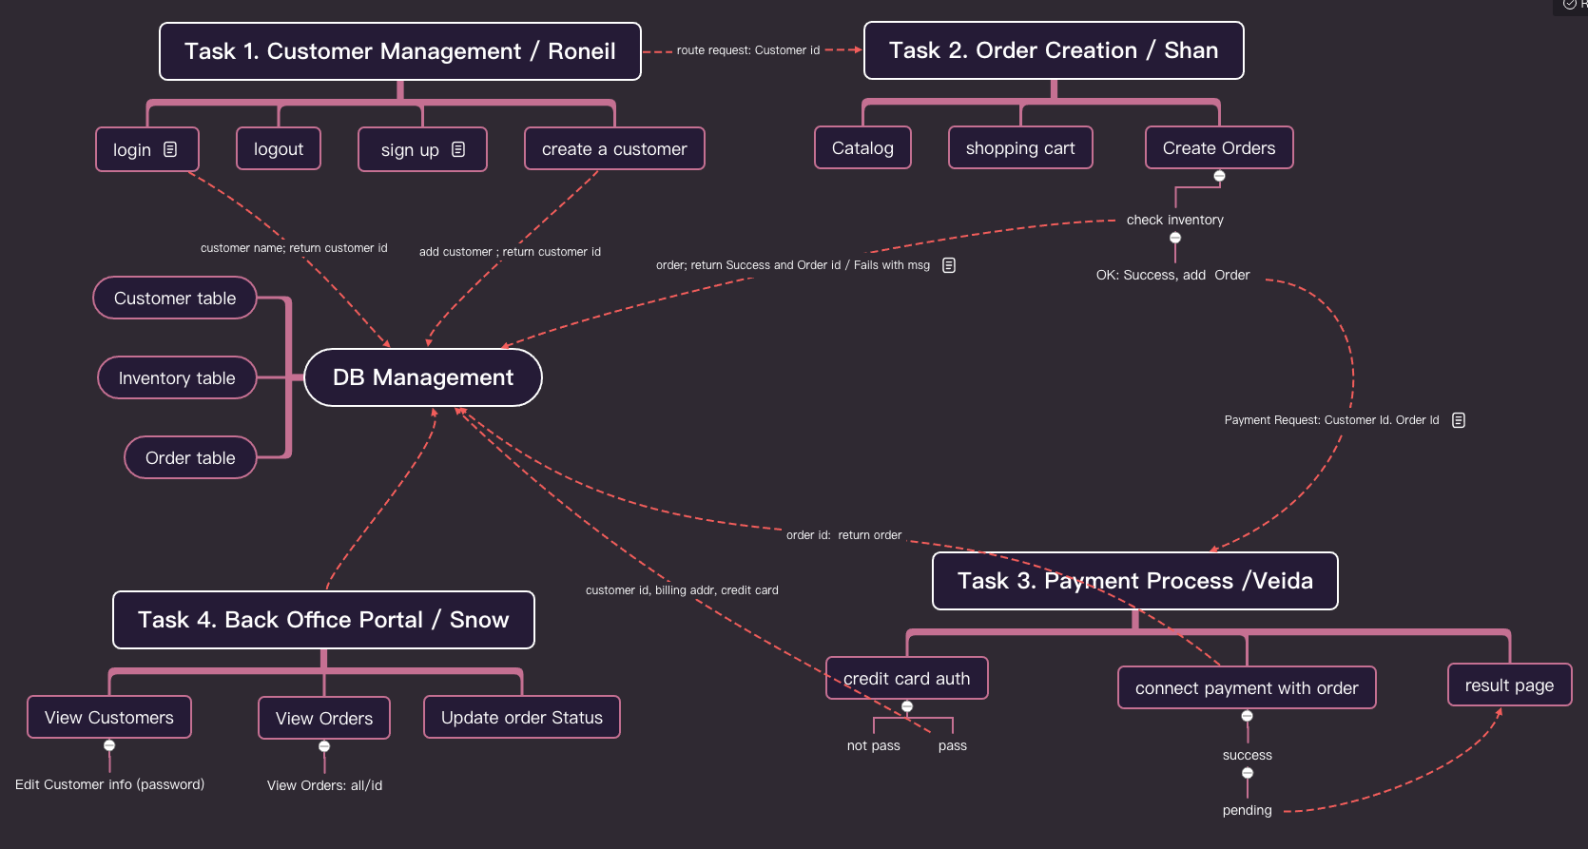 Task 1. Customer Management / Roneil
route request: Customer id
Task 2. Order Creation / Shan
login
logout
sign up
create a customer
Catalog
shopping cart
Create Orders
check inventory
customer name; return customer id
add customer ; return customer id
order; return Success and Order id / Fails with msg
OK: Success, add  Order
Customer table
Inventory table
Order table
DB Management
Payment Request: Customer Id. Order Id
order id:  return order
customer id, billing addr, credit card
Task 3. Payment Process /Veida
Task 4. Back Office Portal / Snow
credit card auth
connect payment with order
result page
not pass
pass
success
pending
View Customers
View Orders
Update order Status
Edit Customer info (password)
View Orders: all/id